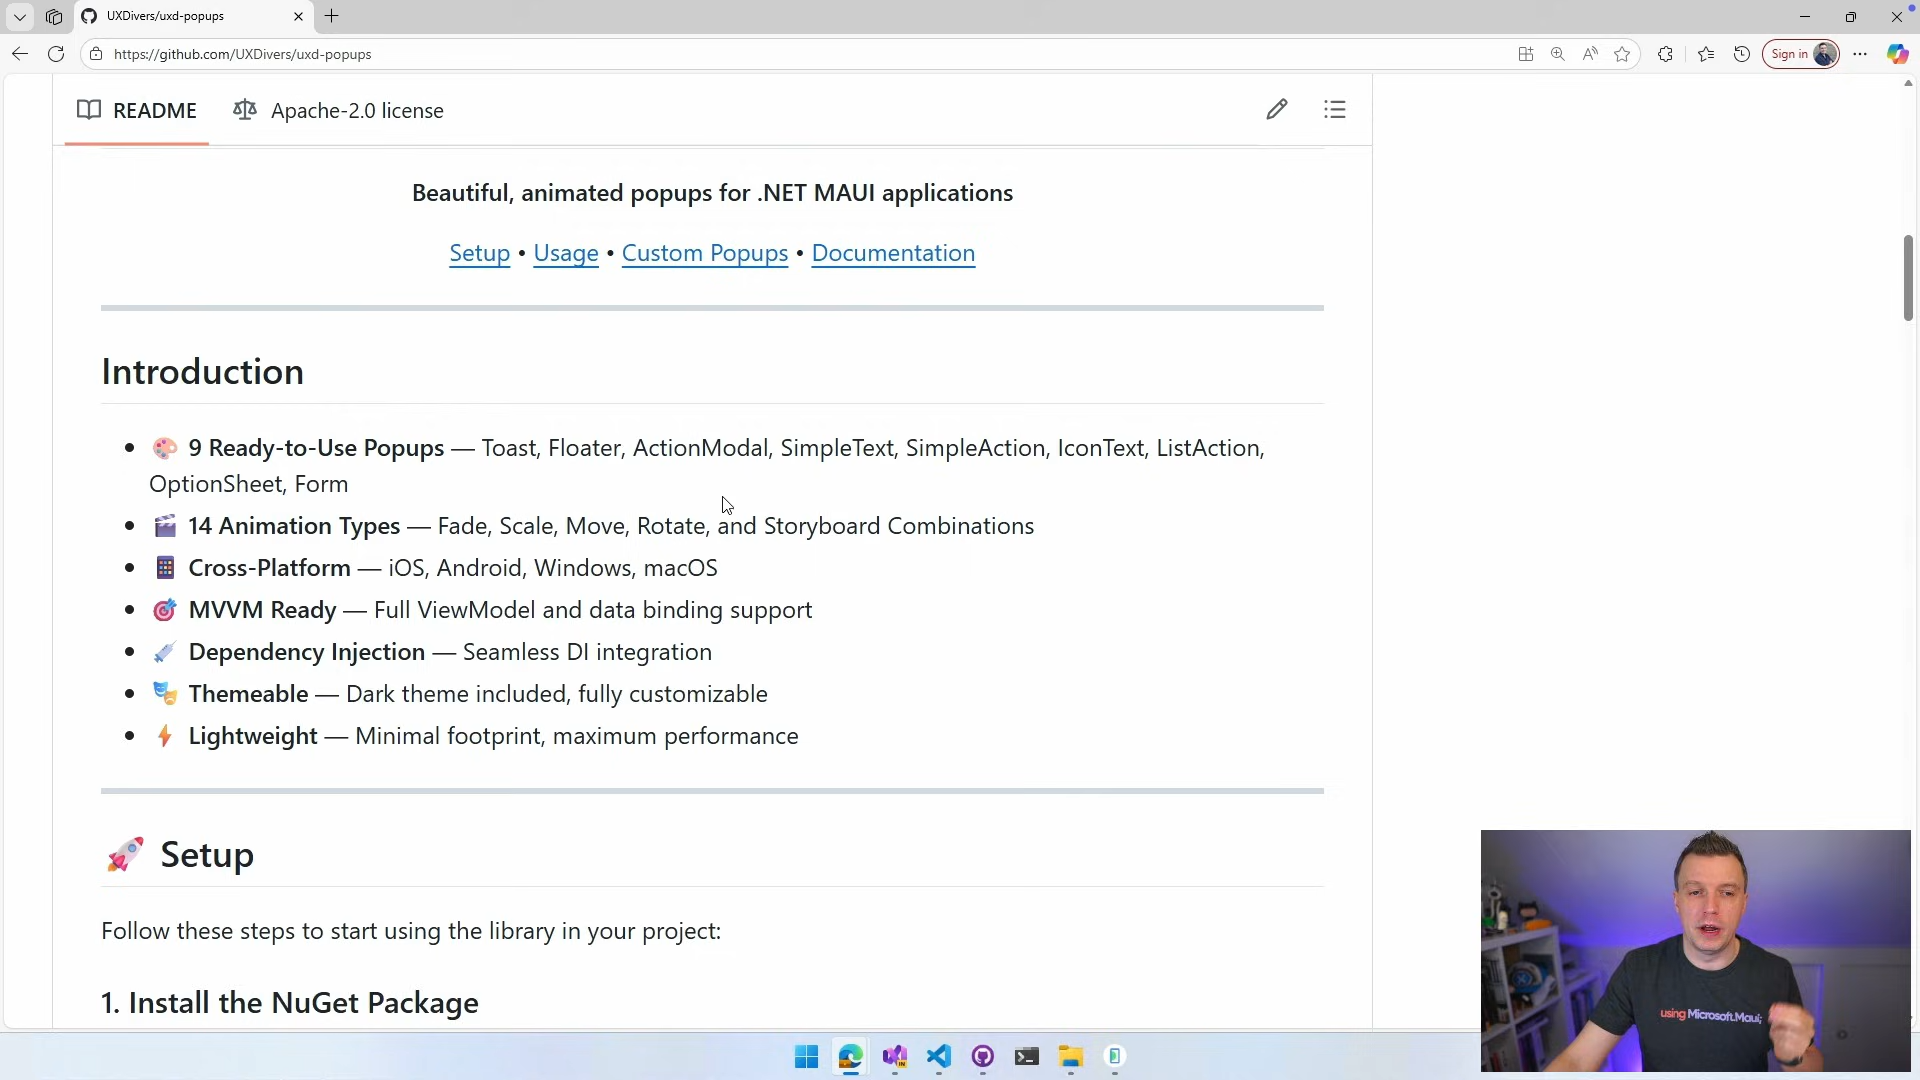 UXDivers/uxd-popups
https://github.com/UXDivers/uxd-popups
Sign in
README
Apache-2.0 license
Beautiful, animated popups for .NET MAUI applications
Setup • Usage • Custom Popups • Documentation
Introduction
• 🎨 9 Ready-to-Use Popups — Toast, Floater, ActionModal, SimpleText, SimpleAction, IconText, ListAction,
OptionSheet, Form
• 🎬 14 Animation Types — Fade, Scale, Move, Rotate, and Storyboard Combinations
• 📱 Cross-Platform — iOS, Android, Windows, macOS
• 🎯 MVVM Ready — Full ViewModel and data binding support
• 💉 Dependency Injection — Seamless DI integration
• 🎭 Themeable — Dark theme included, fully customizable
• ⚡ Lightweight — Minimal footprint, maximum performance
🚀 Setup
Follow these steps to start using the library in your project:
1. Install the NuGet Package
using Microsoft.Maui;